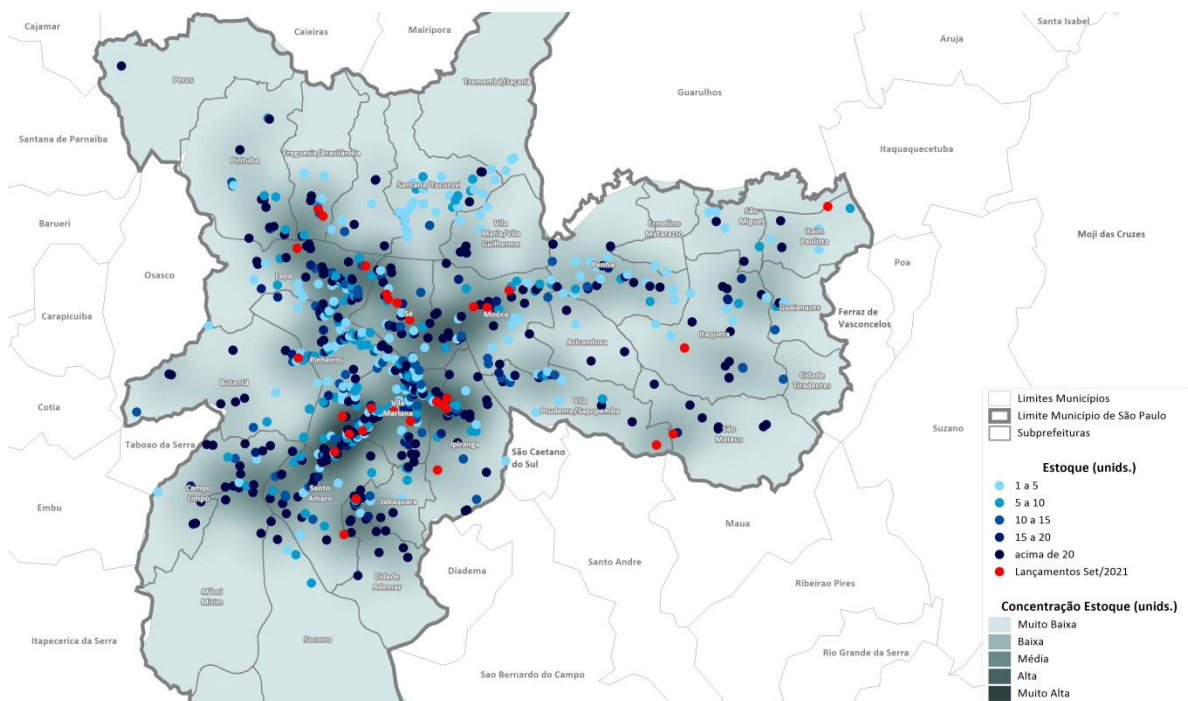 Cajamar
Caieiras
Mairipora
Santa Isabel
Aruja
Perus
Tremembé/Jaçanã
Guarulhos
Santana de Parnaiba
Pirituba
Freguesia/Brasilândia
Santana/Tucuruvi
Itaquaquecetuba
Barueri
Vila
Maria/Vila
Guilherme
Ermelino
Matarazzo
São
Miguel
Itaim
Paulista
Moji das Cruzes
Osasco
Lapa
Penha
Poa
Carapicuiba
Sé
Moóca
Guaianazes
Ferraz de
Vasconcelos
Itaquera
Aricanduva
Pinheiros
Butantã
Cidade
Tiradentes
Cotia
Vila
Mariana
Vila
Prudente/Sapopemba
São
Mateus
Suzano
Taboao da Serra
Ipiranga
São Caetano
do Sul
Campo
Limpo
Santo
Amaro
Jabaquara
Embu
Maua
Diadema
Santo Andre
Cidade
Ademar
M'boi
Mirim
Ribeirao Pires
Itapecerica da Serra
Socorro
Rio Grande da Serra
Sao Bernardo do Campo
Limites Municípios
Limite Município de São Paulo
Subprefeituras
Estoque (unids.)
1 a 5
5 a 10
10 a 15
15 a 20
acima de 20
Lançamentos Set/2021
Concentração Estoque (unids.)
Muito Baixa
Baixa
Média
Alta
Muito Alta